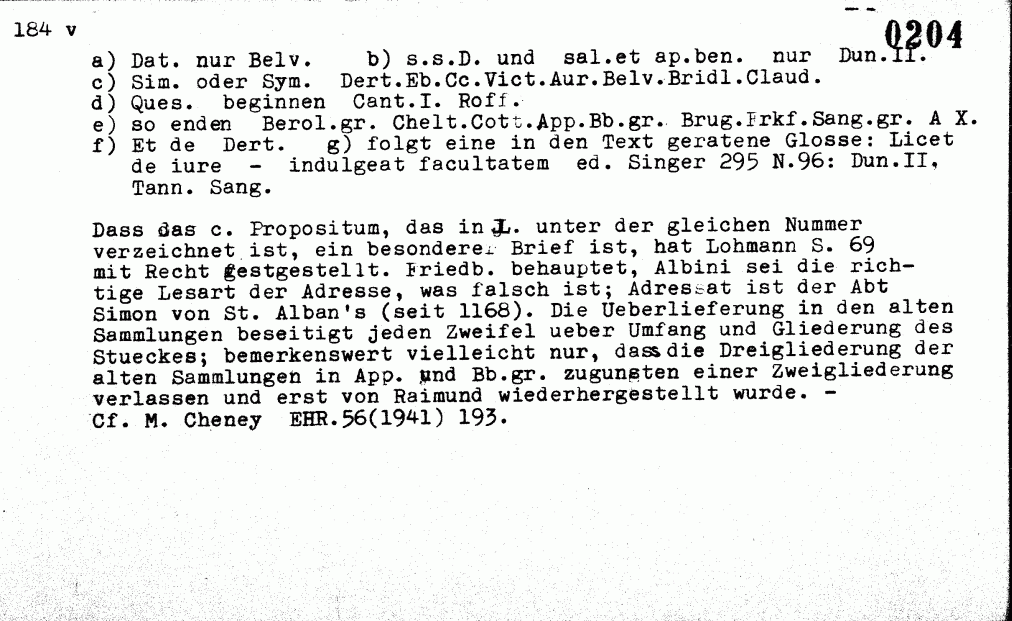 184 v
0204
a) Dat. nur Belv. b) s.s.D. und sal.et ap.ben. nur Dun.II.
c) Sim. oder Sym. Dert.Eb.Cc.Vict.Aur.Belv.Bridl.Claud.
d) Ques. beginnen Cant.I. Roff.
e) so enden Berol.gr. Chelt.Cott.App.Bb.gr. Brug.Frkf.Sang.gr. A X.
f) Et de Dert. g) folgt eine in den Text geratene Glosse: Licet
de iure - indulgeat facultatem ed. Singer 295 N.96: Dun.II,
Tann. Sang.
Dass das c. Propositum, das in L. unter der gleichen Nummer
verzeichnet ist, ein besonderer Brief ist, hat Lohmann S. 69
mit Recht festgestellt. Friedb. behauptet, Albini sei die rich-
tige Lesart der Adresse, was falsch ist; Adressat ist der Abt
Simon von St. Alban's (seit 1168). Die Ueberlieferung in den alten
Sammlungen beseitigt jeden Zweifel ueber Umfang und Gliederung des
Stueckes; bemerkenswert vielleicht nur, dass die Dreigliederung der
alten Sammlungen in App. und Bb.gr. zugunsten einer Zweigliederung
verlassen und erst von Raimund wiederhergestellt wurde. -
Cf. M. Cheney EHR.56(1941) 193.